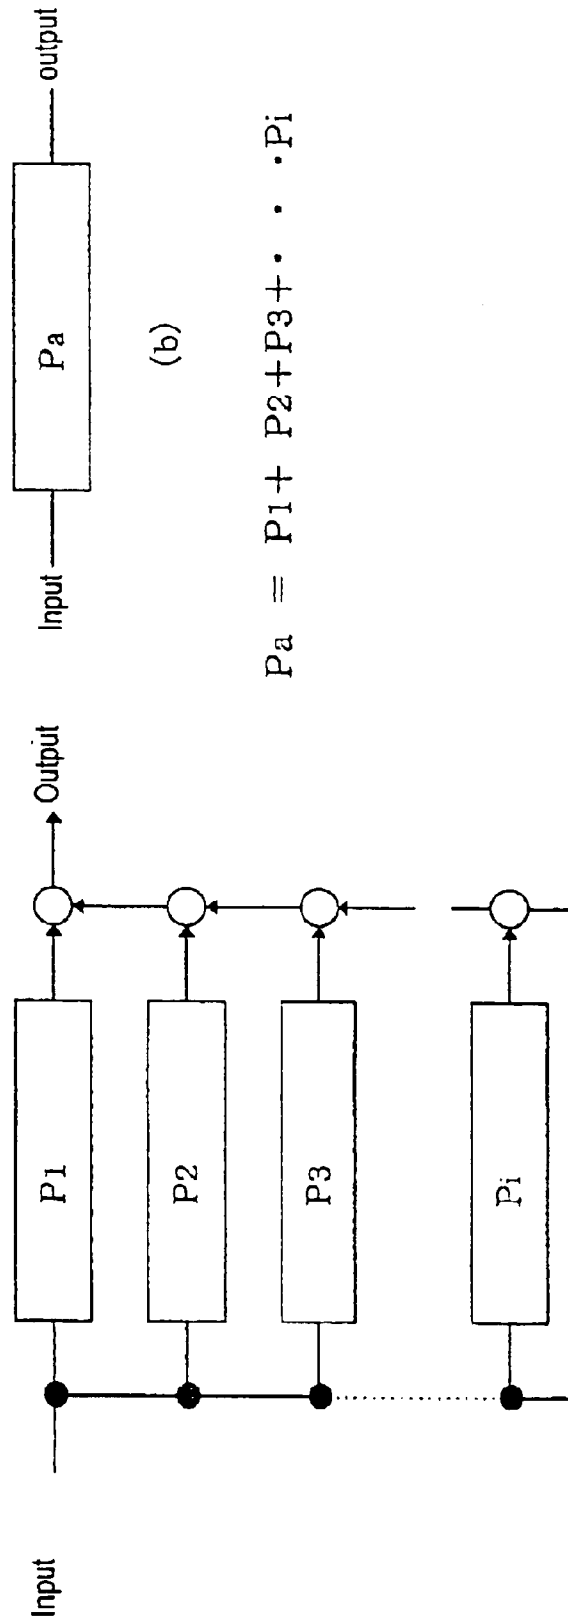 Input
P1
Output
P2
P3
Pi
Input
Pa
output
(b)
Pa = P1+ P2+P3+ · · ·Pi